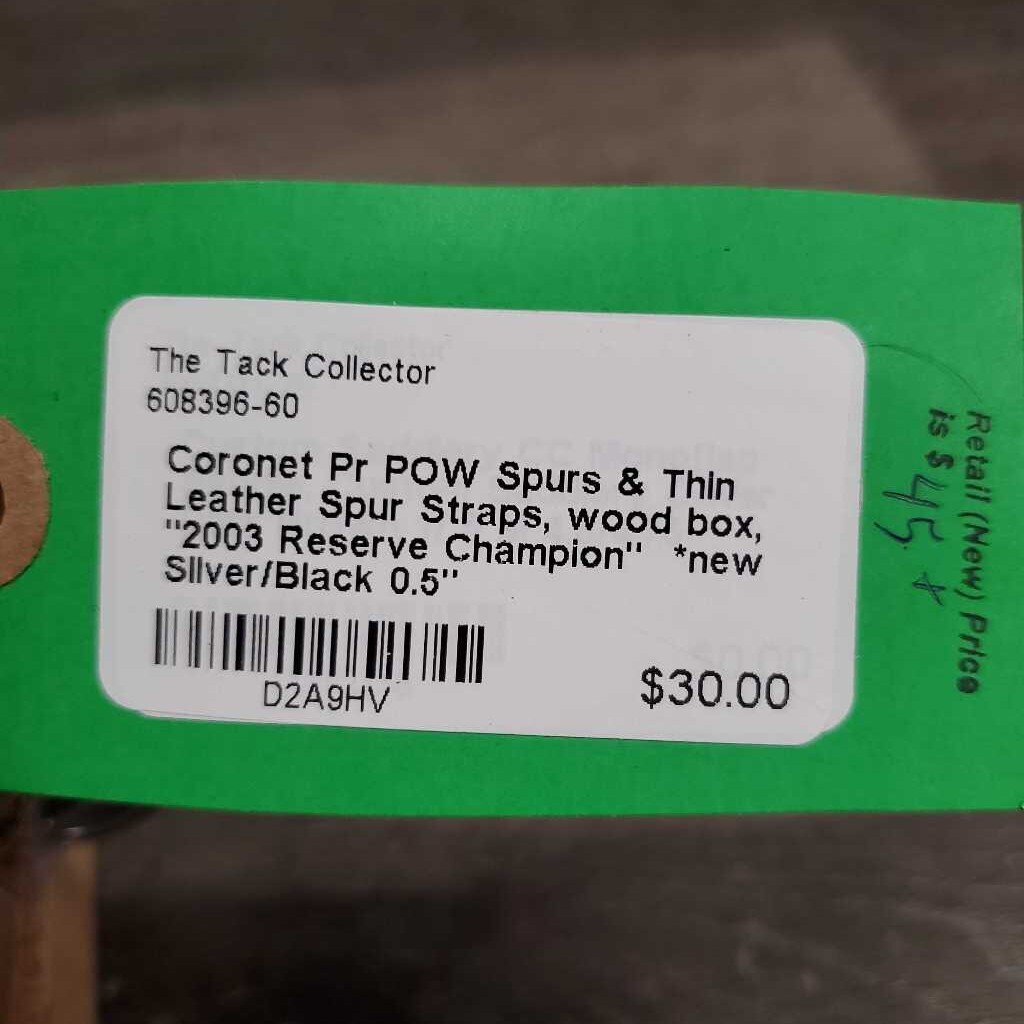 The Tack Collector
608396-60
Coronet Pr POW Spurs & Thin
Leather Spur Straps, wood box,
"2003 Reserve Champion" *new
Silver/Black 0.5"
D2A9HV
$30.00
Retail (New) Price
is $ 45